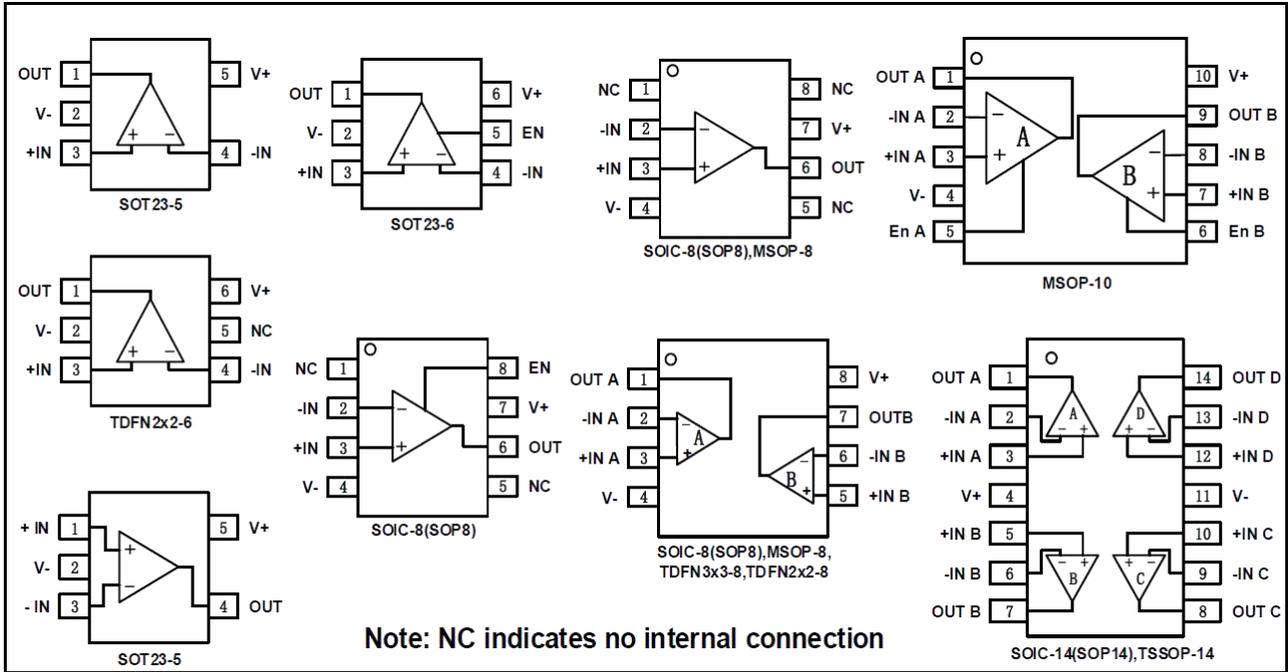 OUT 1 5 V+
V- 2
+IN 3 + − 4 -IN
SOT23-5
OUT 1 6 V+
V- 2 5 EN
+IN 3 + − 4 -IN
SOT23-6
NC 1 8 NC
-IN 2 − 7 V+
+IN 3 + 6 OUT
V- 4 5 NC
SOIC-8(SOP8),MSOP-8
OUT A 1 10 V+
-IN A 2 − A 9 OUT B
+IN A 3 + − 8 -IN B
V- 4 B + 7 +IN B
En A 5 6 En B
MSOP-10
OUT 1 6 V+
V- 2 5 NC
+IN 3 + − 4 -IN
TDFN2x2-6
NC 1 8 EN
-IN 2 − 7 V+
+IN 3 + 6 OUT
V- 4 5 NC
SOIC-8(SOP8)
OUT A 1 8 V+
-IN A 2 − A 7 OUTB
+IN A 3 + − 6 -IN B
V- 4 B + 5 +IN B
SOIC-8(SOP8),MSOP-8,
TDFN3x3-8,TDFN2x2-8
OUT A 1 14 OUT D
-IN A 2 A D 13 -IN D
+IN A 3 − + + − 12 +IN D
V+ 4 11 V-
+IN B 5 10 +IN C
-IN B 6 − + + − 9 -IN C
OUT B 7 B C 8 OUT C
SOIC-14(SOP14),TSSOP-14
+ IN 1 + 5 V+
V- 2
- IN 3 − 4 OUT
SOT23-5
Note: NC indicates no internal connection